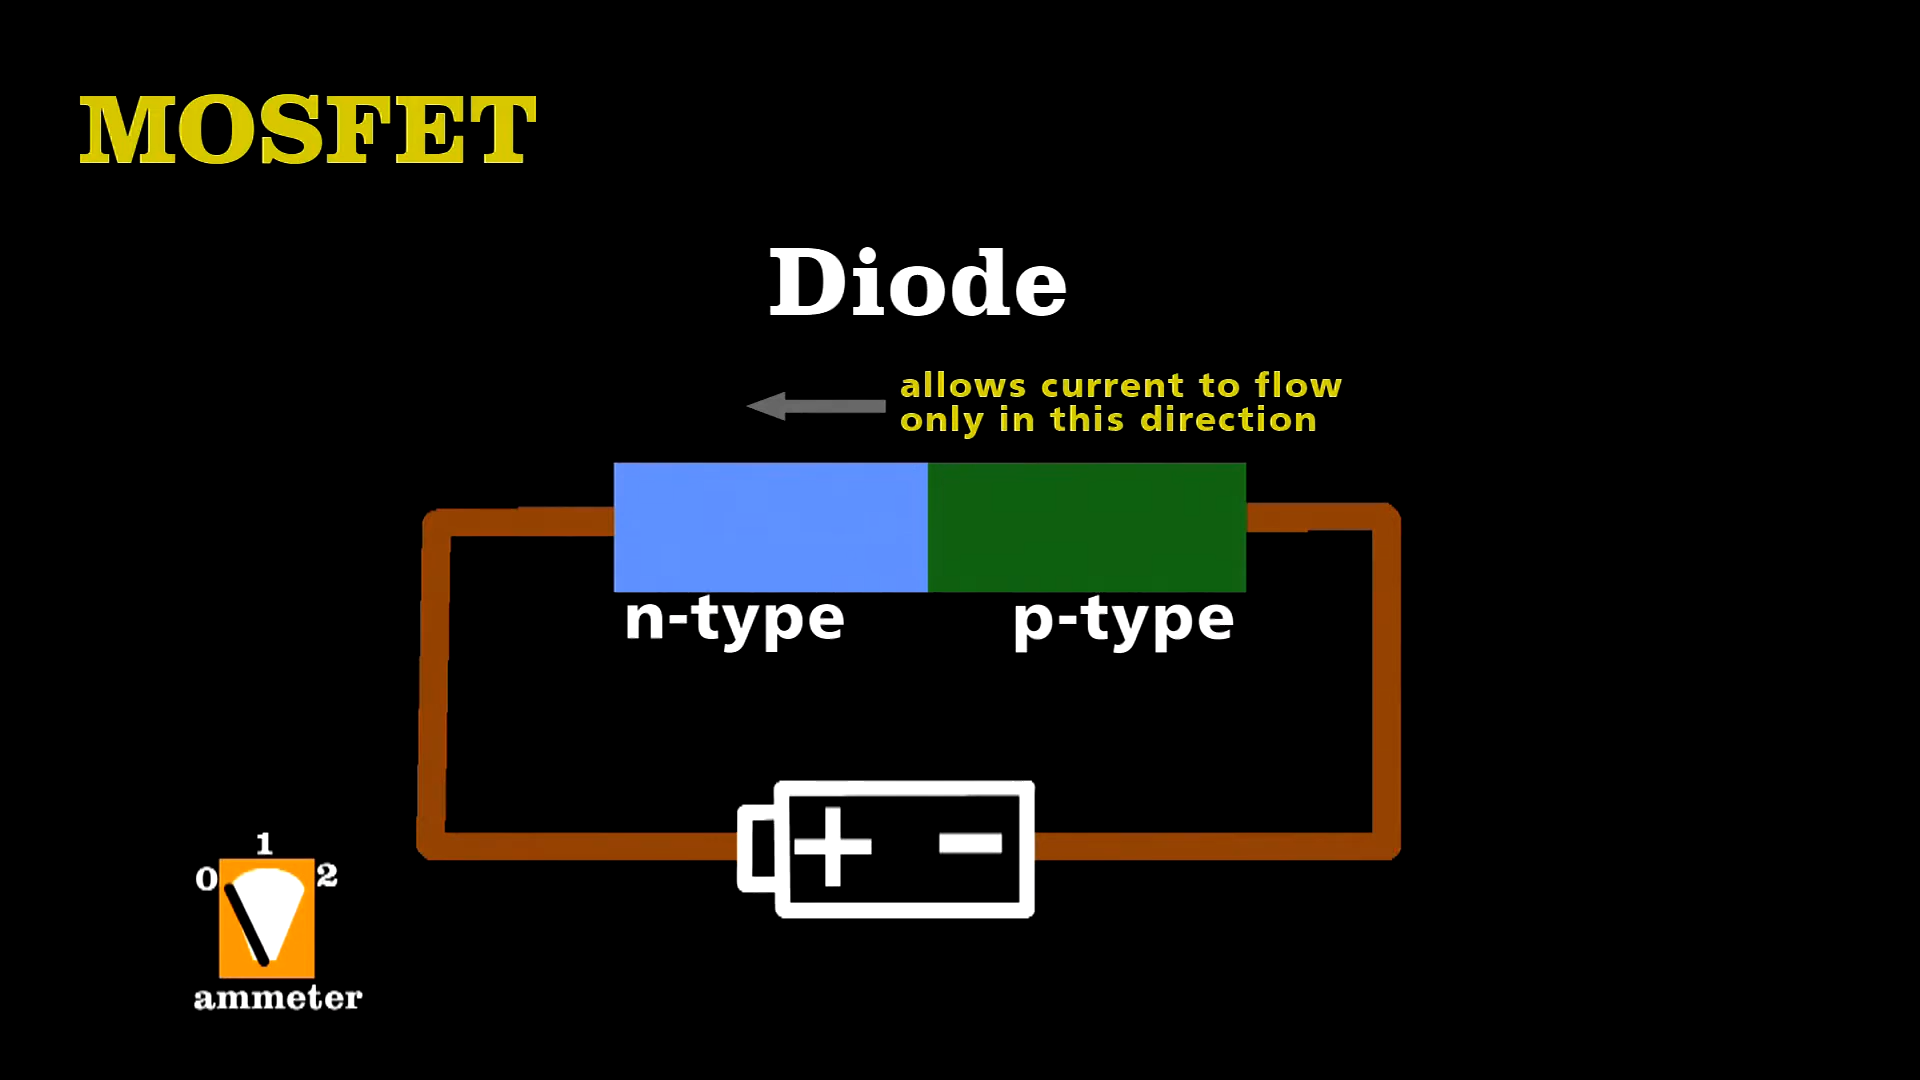 MOSFET
Diode
allows current to flow
only in this direction
n-type
p-type
+
−
0
1
2
ammeter